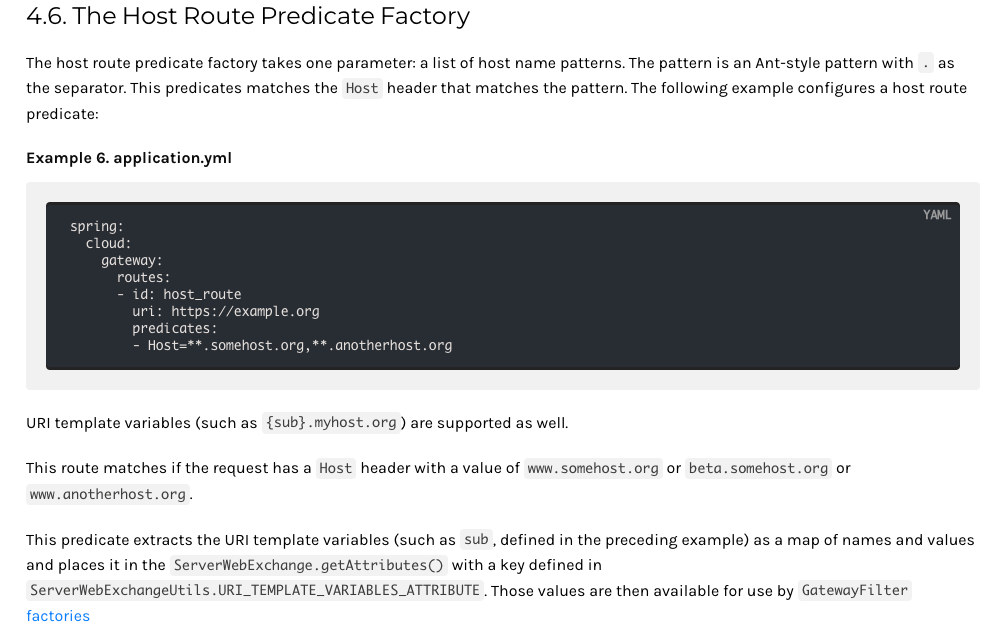 4.6. The Host Route Predicate Factory
The host route predicate factory takes one parameter: a list of host name patterns. The pattern is an Ant-style pattern with . as
the separator. This predicates matches the Host header that matches the pattern. The following example configures a host route
predicate:
Example 6. application.yml
YAML
spring:
  cloud:
    gateway:
      routes:
      - id: host_route
        uri: https://example.org
        predicates:
        - Host=**.somehost.org,**.anotherhost.org
URI template variables (such as {sub}.myhost.org) are supported as well.
This route matches if the request has a Host header with a value of www.somehost.org or beta.somehost.org or
www.anotherhost.org.
This predicate extracts the URI template variables (such as sub, defined in the preceding example) as a map of names and values
and places it in the ServerWebExchange.getAttributes() with a key defined in
ServerWebExchangeUtils.URI_TEMPLATE_VARIABLES_ATTRIBUTE. Those values are then available for use by GatewayFilter
factories